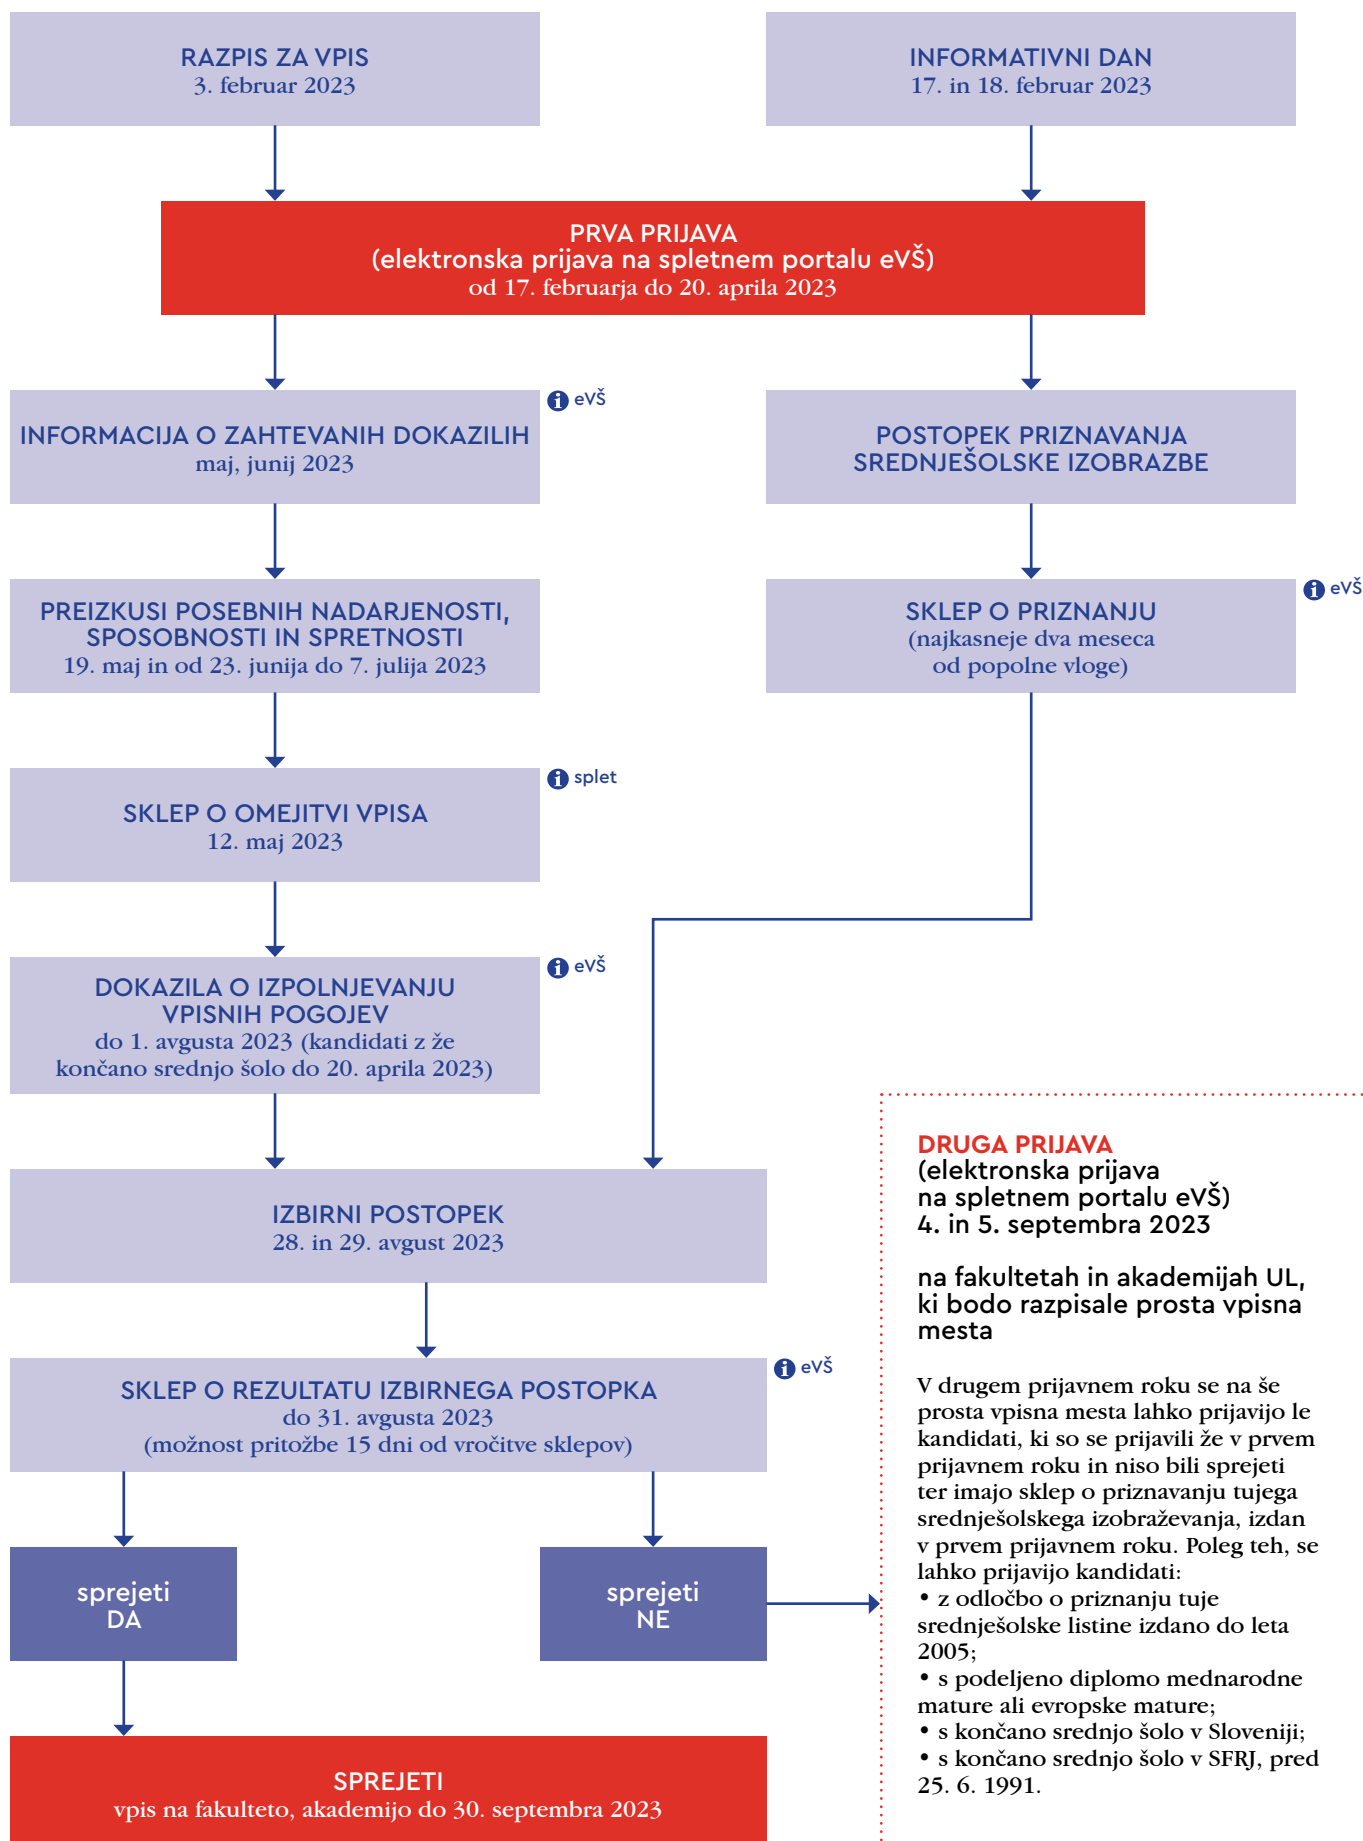 RAZPIS ZA VPIS
3. februar 2023
INFORMATIVNI DAN
17. in 18. februar 2023
PRVA PRIJAVA
(elektronska prijava na spletnem portalu eVŠ)
od 17. februarja do 20. aprila 2023
eVŠ
INFORMACIJA O ZAHTEVANIH DOKAZILIH
maj, junij 2023
POSTOPEK PRIZNAVANJA
SREDNJEŠOLSKE IZOBRAZBE
PREIZKUSI POSEBNIH NADARJENOSTI,
SPOSOBNOSTI IN SPRETNOSTI
19. maj in od 23. junija do 7. julija 2023
eVŠ
SKLEP O PRIZNANJU
(najkasneje dva meseca
od popolne vloge)
splet
SKLEP O OMEJITVI VPISA
12. maj 2023
eVŠ
DOKAZILA O IZPOLNJEVANJU
VPISNIH POGOJEV
do 1. avgusta 2023 (kandidati z že
končano srednjo šolo do 20. aprila 2023)
IZBIRNI POSTOPEK
28. in 29. avgust 2023
eVŠ
SKLEP O REZULTATU IZBIRNEGA POSTOPKA
do 31. avgusta 2023
(možnost pritožbe 15 dni od vročitve sklepov)
sprejeti
DA
sprejeti
NE
SPREJETI
vpis na fakulteto, akademijo do 30. septembra 2023
DRUGA PRIJAVA
(elektronska prijava
na spletnem portalu eVŠ)
4. in 5. septembra 2023
na fakultetah in akademijah UL,
ki bodo razpisale prosta vpisna
mesta
V drugem prijavnem roku se na še
prosta vpisna mesta lahko prijavijo le
kandidati, ki so se prijavili že v prvem
prijavnem roku in niso bili sprejeti
ter imajo sklep o priznavanju tujega
srednješolskega izobraževanja, izdan
v prvem prijavnem roku. Poleg teh, se
lahko prijavijo kandidati:
• z odločbo o priznanju tuje
srednješolske listine izdano do leta
2005;
• s podeljeno diplomo mednarodne
mature ali evropske mature;
• s končano srednjo šolo v Sloveniji;
• s končano srednjo šolo v SFRJ, pred
25. 6. 1991.